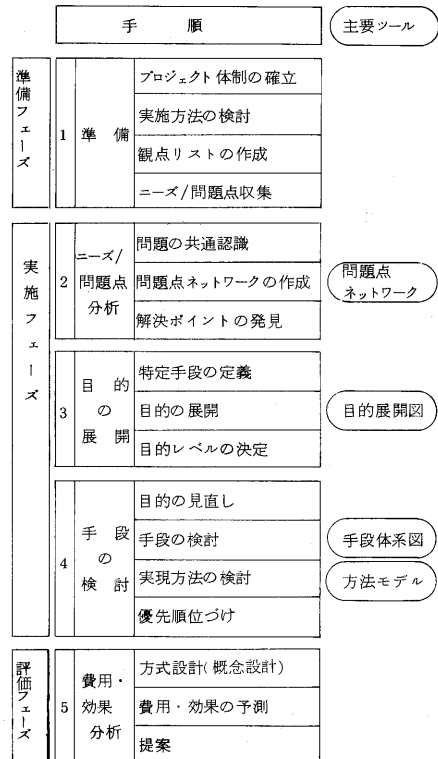 手順
主要ツール
準備フェーズ
1
準備
プロジェクト体制の確立
実施方法の検討
観点リストの作成
ニーズ/問題点収集
実施フェーズ
2
ニーズ/
問題点
分析
問題の共通認識
問題点ネットワークの作成
解決ポイントの発見
問題点
ネットワーク
3
目的
の
展開
特定手段の定義
目的の展開
目的レベルの決定
目的展開図
4
手段
の
検討
目的の見直し
手段の検討
実現方法の検討
優先順位づけ
手段体系図
方法モデル
評価フェーズ
5
費用・
効果
分析
方式設計(概念設計)
費用・効果の予測
提案